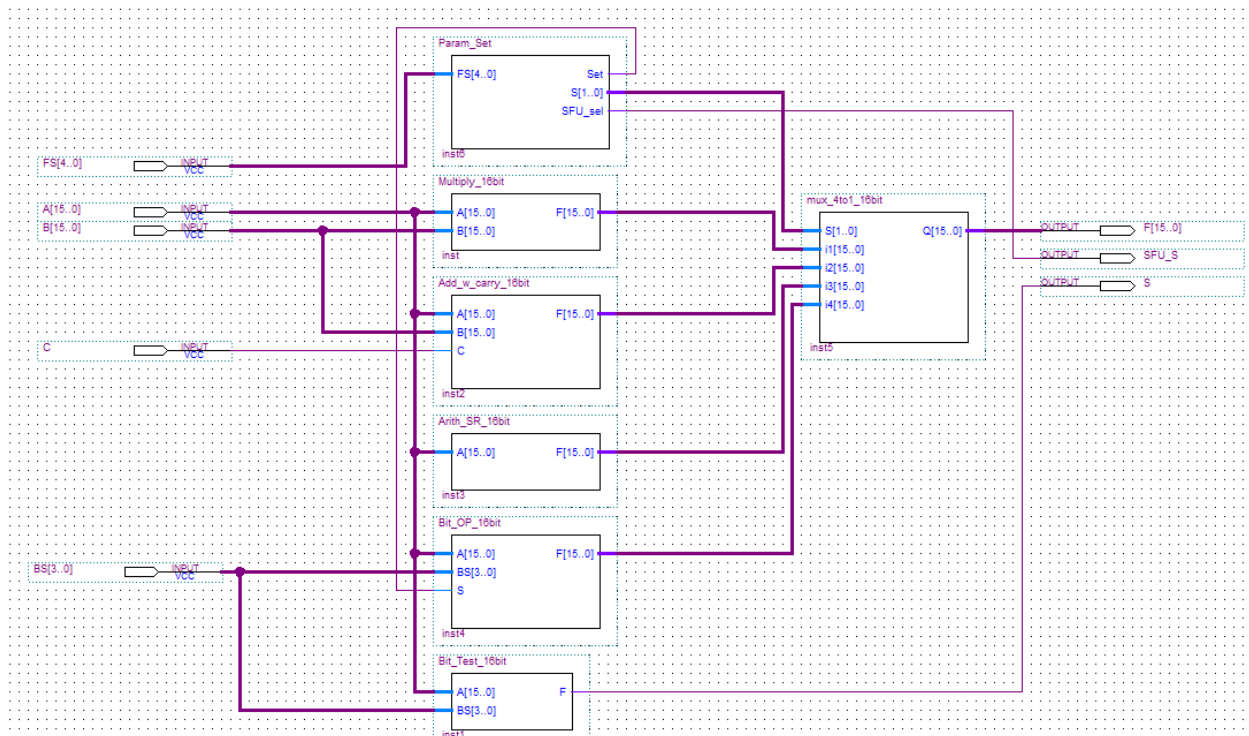 Param_Set
FS[4..0] Set
S[1..0]
SFU_sel
inst6
FS[4..0] INPUT
VCC
Multiply_16bit
A[15..0] INPUT
VCC
B[15..0] INPUT
VCC
A[15..0] F[15..0]
B[15..0]
inst
mux_4to1_16bit
S[1..0] Q[15..0]
i1[15..0]
i2[15..0]
i3[15..0]
i4[15..0]
inst5
OUTPUT F[15..0]
OUTPUT SFU_S
OUTPUT S
Add_w_carry_16bit
A[15..0] F[15..0]
B[15..0]
C
inst2
C INPUT
VCC
Arith_SR_16bit
A[15..0] F[15..0]
inst3
Bit_OP_16bit
A[15..0] F[15..0]
BS[3..0]
S
inst4
BS[3..0] INPUT
VCC
Bit_Test_16bit
A[15..0] F
BS[3..0]
inst1